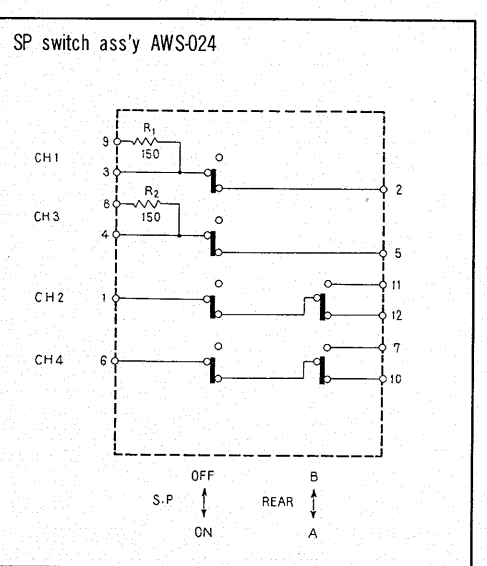 SP switch ass'y AWS-024
R1
9
150
CH1
3
2
R2
8
150
CH3
4
5
11
CH2
1
12
7
CH4
6
10
OFF
B
S.P
REAR
ON
A